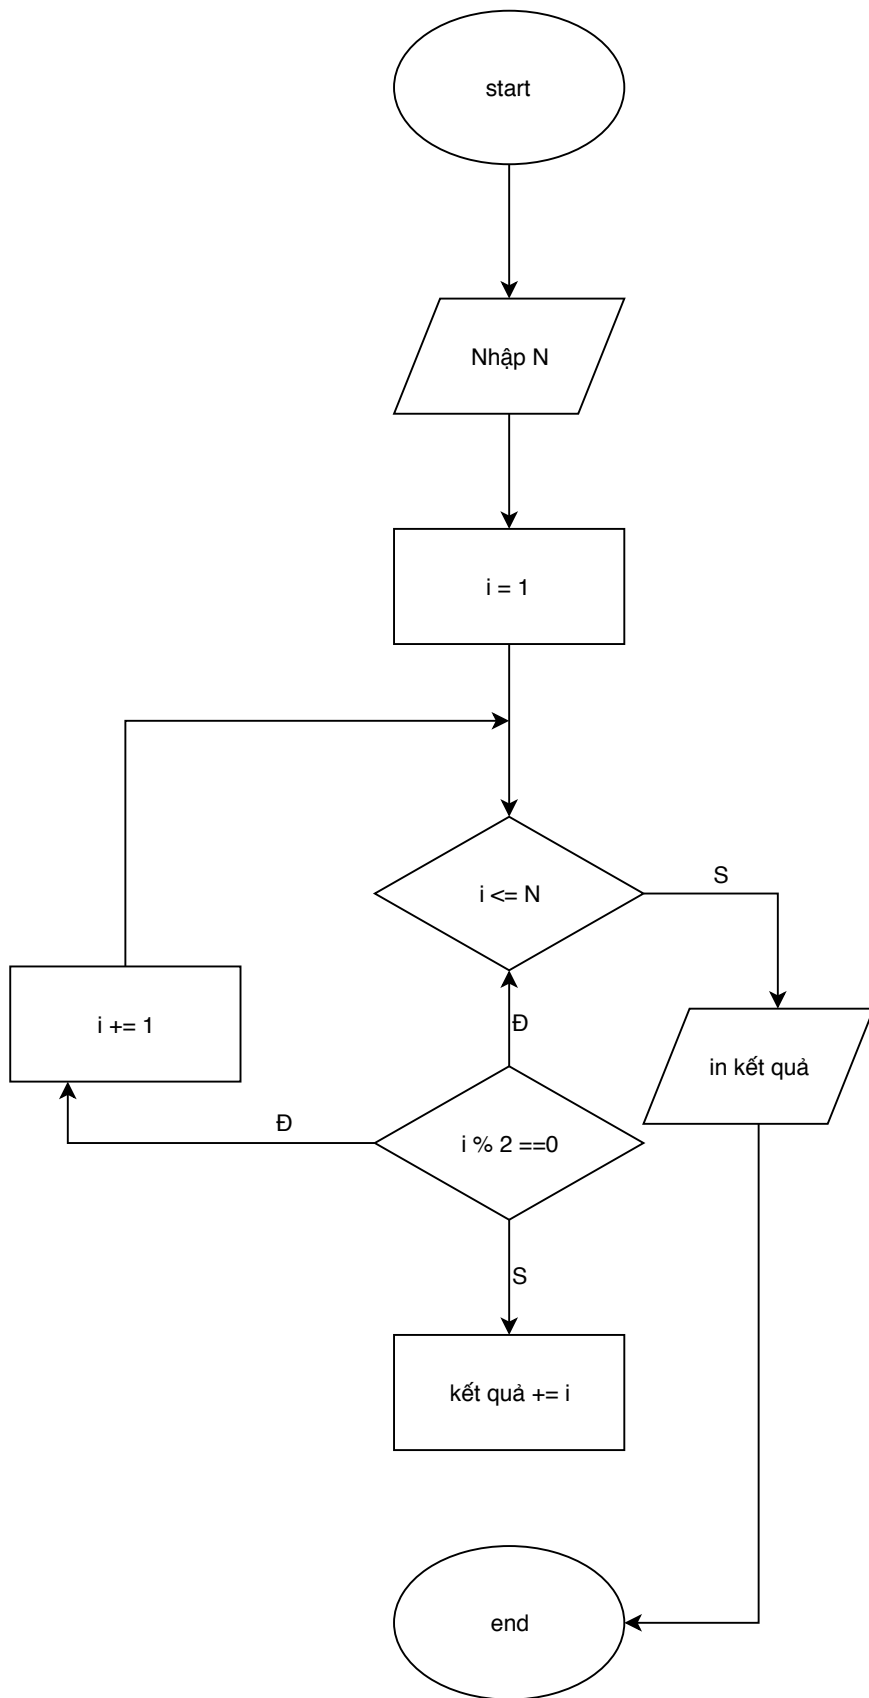 start
Nhập N
i = 1
i <= N
S
i += 1
Đ
in kết quả
Đ
i % 2 ==0
S
kết quả += i
end